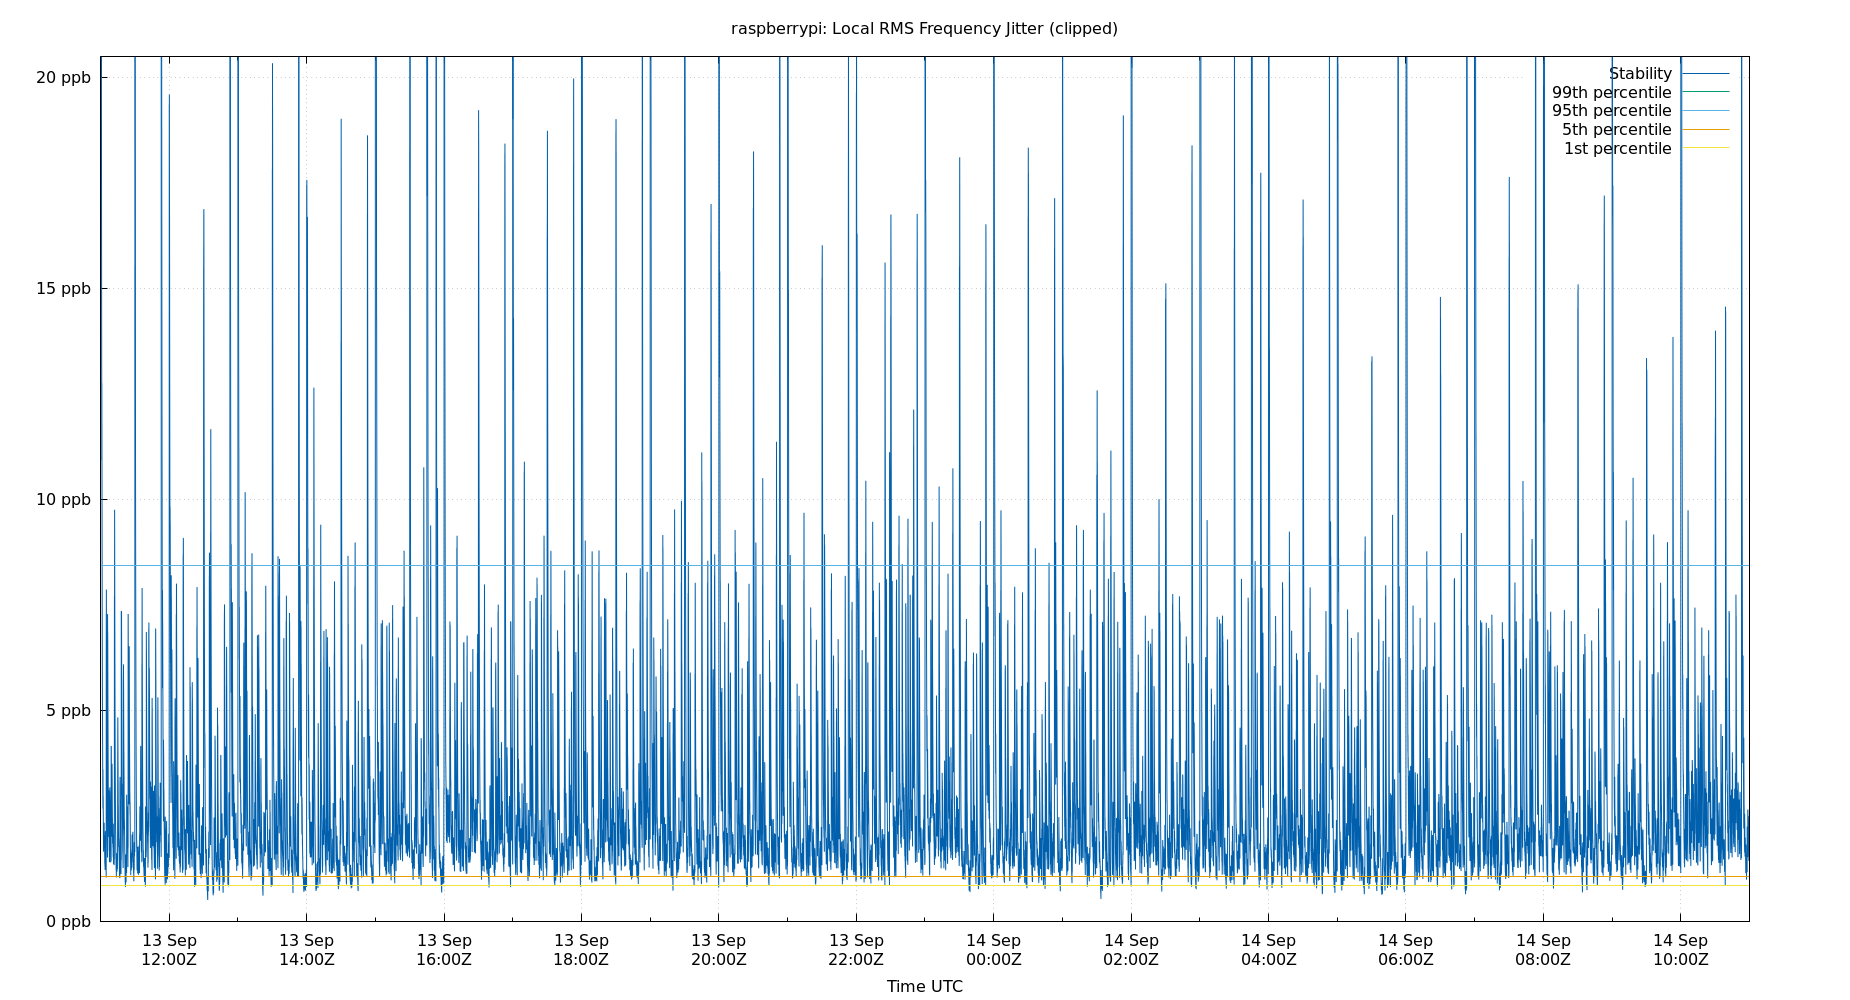 raspberrypi: Local RMS Frequency Jitter (clipped)
20 ppb
15 ppb
10 ppb
5 ppb
0 ppb
Stability
99th percentile
95th percentile
5th percentile
1st percentile
13 Sep 13 Sep 13 Sep 13 Sep 13 Sep 13 Sep 14 Sep 14 Sep 14 Sep 14 Sep 14 Sep 14 Sep
12:00Z 14:00Z 16:00Z 18:00Z 20:00Z 22:00Z 00:00Z 02:00Z 04:00Z 06:00Z 08:00Z 10:00Z
Time UTC